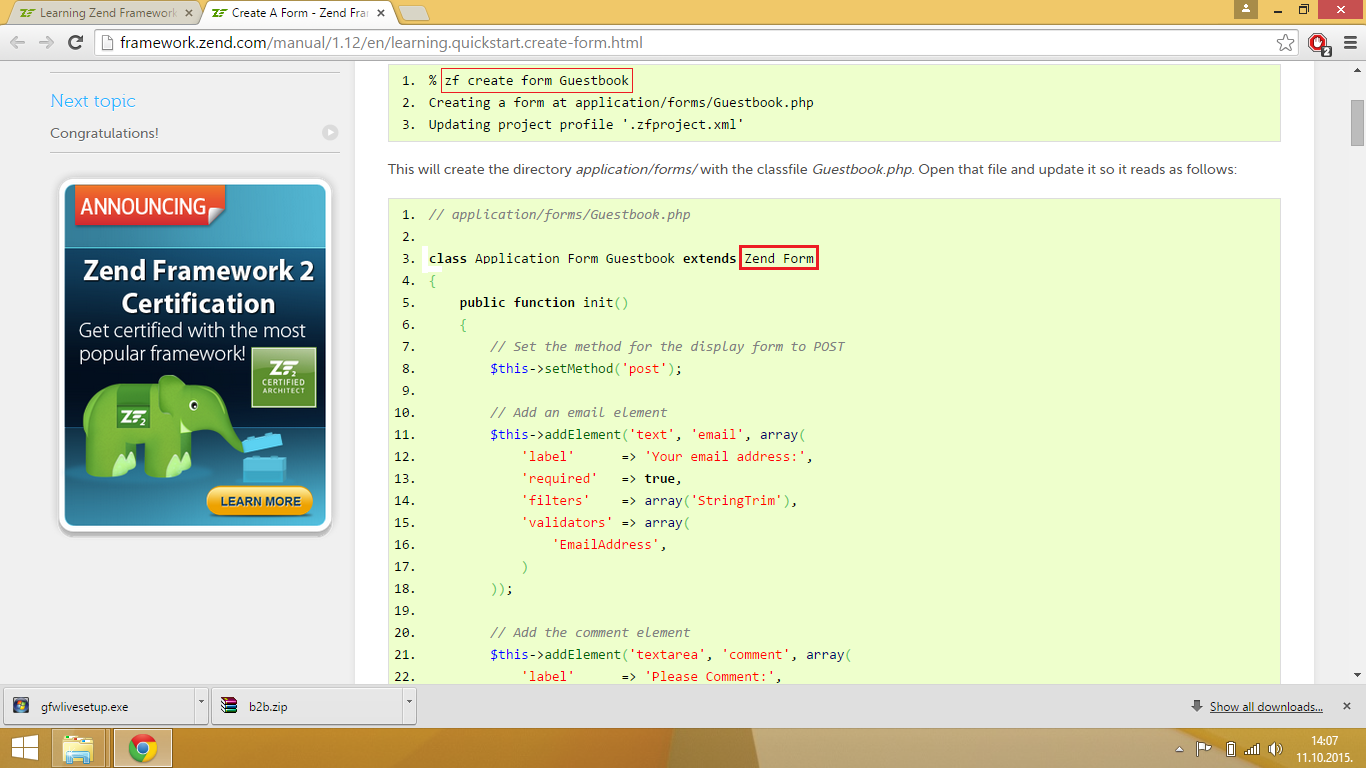 Learning Zend Framework
Create A Form - Zend Fra
framework.zend.com/manual/1.12/en/learning.quickstart.create-form.html
2
Next topic
Congratulations!
ANNOUNCING
Zend Framework 2
Certification
Get certified with the most
popular framework!
ZF2
CERTIFIED
ARCHITECT
ZF2
LEARN MORE
1. % zf create form Guestbook
2. Creating a form at application/forms/Guestbook.php
3. Updating project profile '.zfproject.xml'
This will create the directory application/forms/ with the classfile Guestbook.php. Open that file and update it so it reads as follows:
1. // application/forms/Guestbook.php
2.
3. class Application Form Guestbook extends Zend Form
4. {
5. public function init()
6. {
7. // Set the method for the display form to POST
8. $this->setMethod('post');
9.
10. // Add an email element
11. $this->addElement('text', 'email', array(
12. 'label' => 'Your email address:',
13. 'required' => true,
14. 'filters' => array('StringTrim'),
15. 'validators' => array(
16. 'EmailAddress',
17. )
18. ));
19.
20. // Add the comment element
21. $this->addElement('textarea', 'comment', array(
22. 'label' => 'Please Comment:',
gfwlivesetup.exe
b2b.zip
Show all downloads...
14:07
11.10.2015.